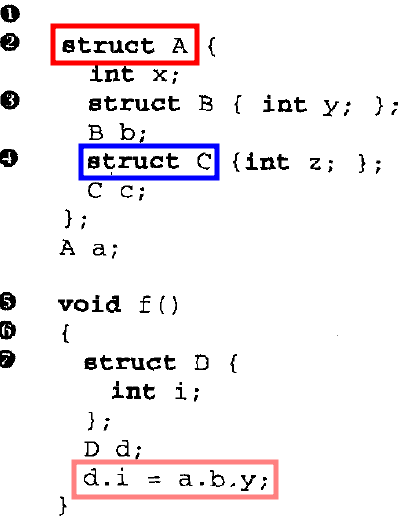 ❶
❷ struct A {
int x;
❸ struct B { int y; };
B b;
❹ struct C {int z; };
C c;
};
A a;
❺ void f()
❻ {
❼ struct D {
int i;
};
D d;
d.i = a.b.y;
}